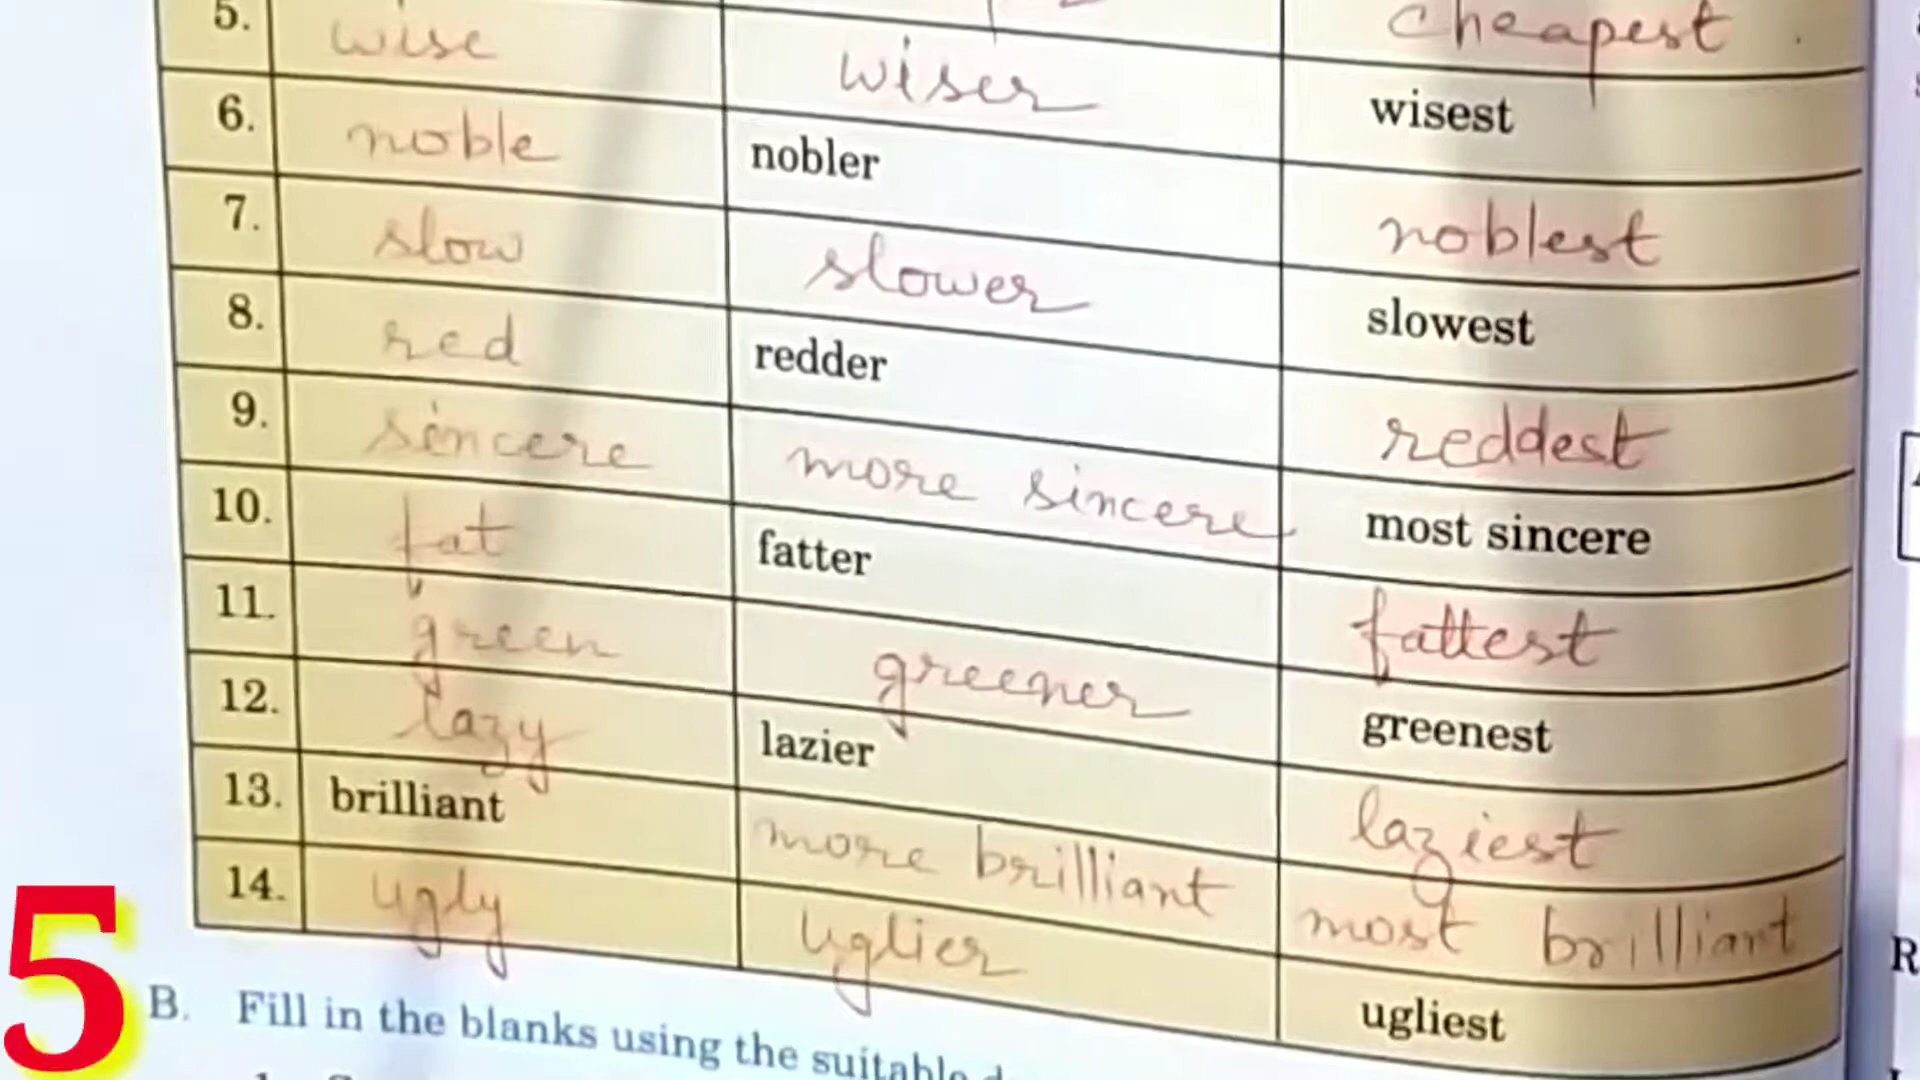 cheapest
5. wise wiser wisest
6. noble nobler noblest
7. slow slower slowest
8. red redder reddest
9. sincere more sincere most sincere
10. fat fatter fattest
11. green greener greenest
12. lazy lazier laziest
13. brilliant more brilliant most brilliant
14. ugly uglier ugliest
5
B. Fill in the blanks using the suitable
R